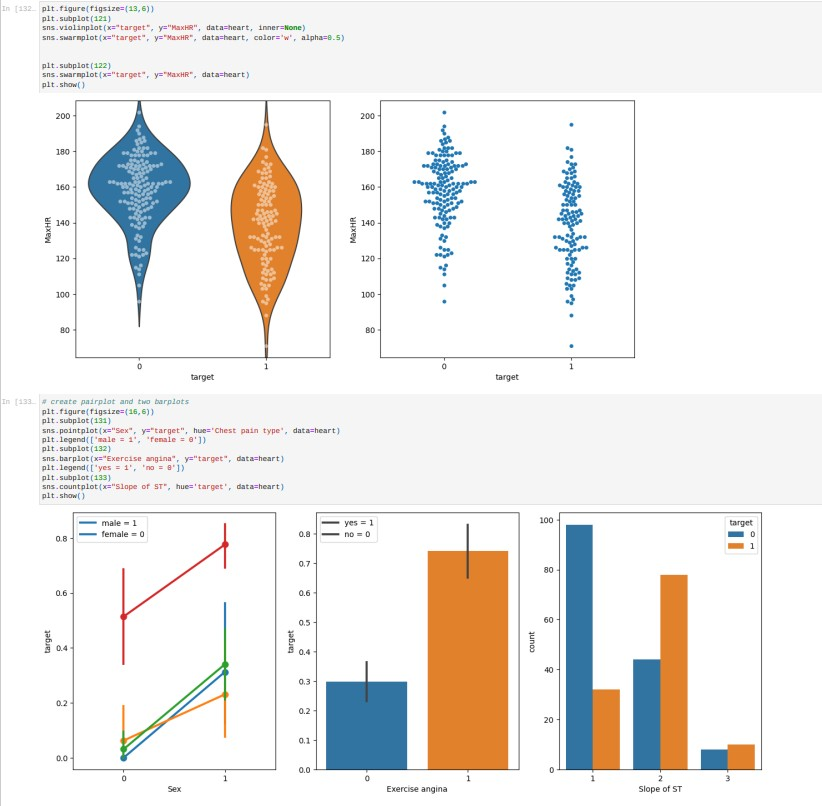 In [132…
plt.figure(figsize=(13,6))
plt.subplot(121)
sns.violinplot(x="target", y="MaxHR", data=heart, inner=None)
sns.swarmplot(x="target", y="MaxHR", data=heart, color='w', alpha=0.5)
plt.subplot(122)
sns.swarmplot(x="target", y="MaxHR", data=heart)
plt.show()
200
180
160
140
120
100
80
MaxHR
0
1
target
200
180
160
140
120
100
80
MaxHR
0
1
target
In [133…
# create pairplot and two barplots
plt.figure(figsize=(16,6))
plt.subplot(131)
sns.pointplot(x="Sex", y="target", hue='Chest pain type', data=heart)
plt.legend(['male = 1', 'female = 0'])
plt.subplot(132)
sns.barplot(x="Exercise angina", y="target", data=heart)
plt.legend(['yes = 1', 'no = 0'])
plt.subplot(133)
sns.countplot(x="Slope of ST", hue='target', data=heart)
plt.show()
male = 1
female = 0
0.8
0.6
0.4
0.2
0.0
target
0
1
Sex
yes = 1
no = 0
0.8
0.7
0.6
0.5
0.4
0.3
0.2
0.1
0.0
target
0
1
Exercise angina
target
0
1
100
80
60
40
20
0
count
1
2
3
Slope of ST